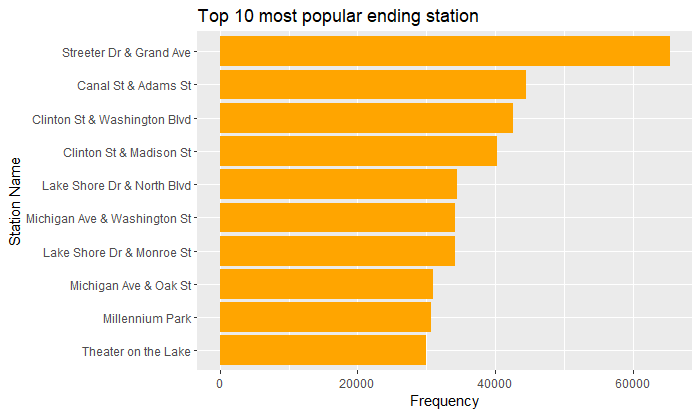 Top 10 most popular ending station
Station Name
Streeter Dr & Grand Ave
Canal St & Adams St
Clinton St & Washington Blvd
Clinton St & Madison St
Lake Shore Dr & North Blvd
Michigan Ave & Washington St
Lake Shore Dr & Monroe St
Michigan Ave & Oak St
Millennium Park
Theater on the Lake
0 20000 40000 60000
Frequency